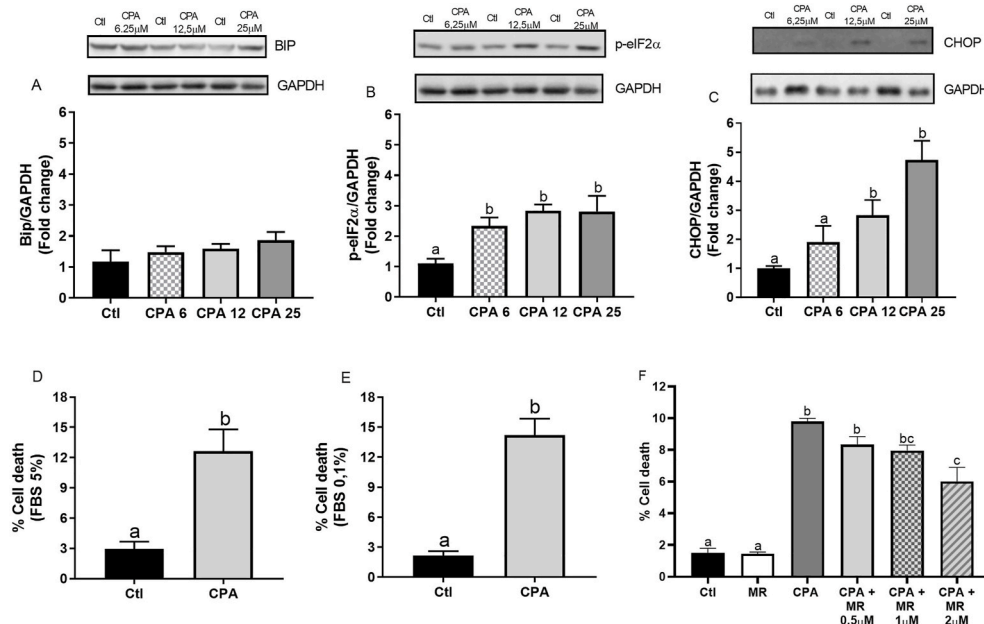 Ctl CPA 6.25μM Ctl CPA 12,5μM Ctl CPA 25μM
BIP
GAPDH
A
Bip/GAPDH
(Fold change)
6
5
4
3
2
1
0
Ctl CPA 6 CPA 12 CPA 25
Ctl CPA 6.25μM Ctl CPA 12,5μM Ctl CPA 25μM
p-eIF2α
GAPDH
B
p-eIF2α/GAPDH
(Fold change)
6
5
4
3
2
1
0
a b b b
Ctl CPA 6 CPA 12 CPA 25
Ctl CPA 6,25μM Ctl CPA 12,5μM Ctl CPA 25μM
CHOP
GAPDH
C
CHOP/GAPDH
(Fold change)
6
5
4
3
2
1
0
a a b b
Ctl CPA 6 CPA 12 CPA 25
D
% Cell death
(FBS 5%)
18
15
12
9
6
3
0
a b
Ctl CPA
E
% Cell death
(FBS 0,1%)
18
15
12
9
6
3
0
a b
Ctl CPA
F
% Cell death
12
10
8
6
4
2
0
a a b b bc c
Ctl MR CPA CPA + CPA + CPA +
MR MR MR
0.5μM 1μM 2μM